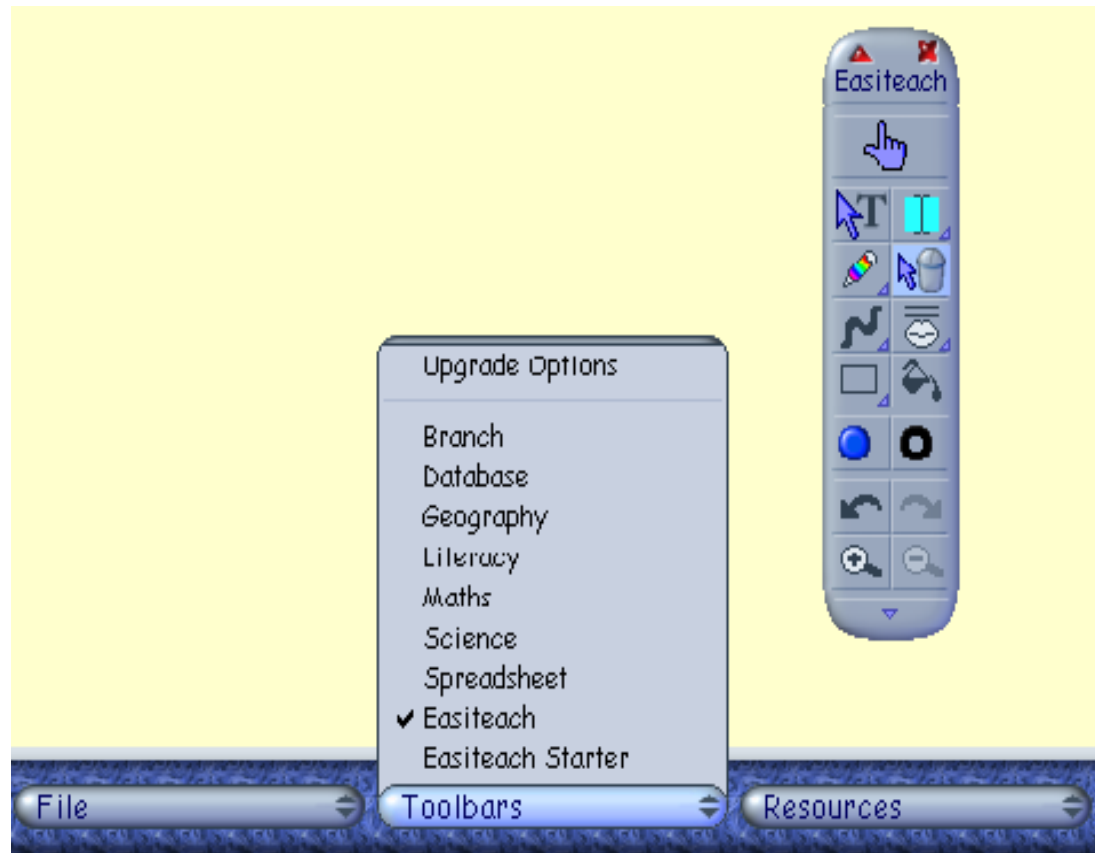 Easiteach
T
Upgrade Options
Branch
Database
Geography
Literacy
Maths
Science
Spreadsheet
✔ Easiteach
Easiteach Starter
File
Toolbars
Resources